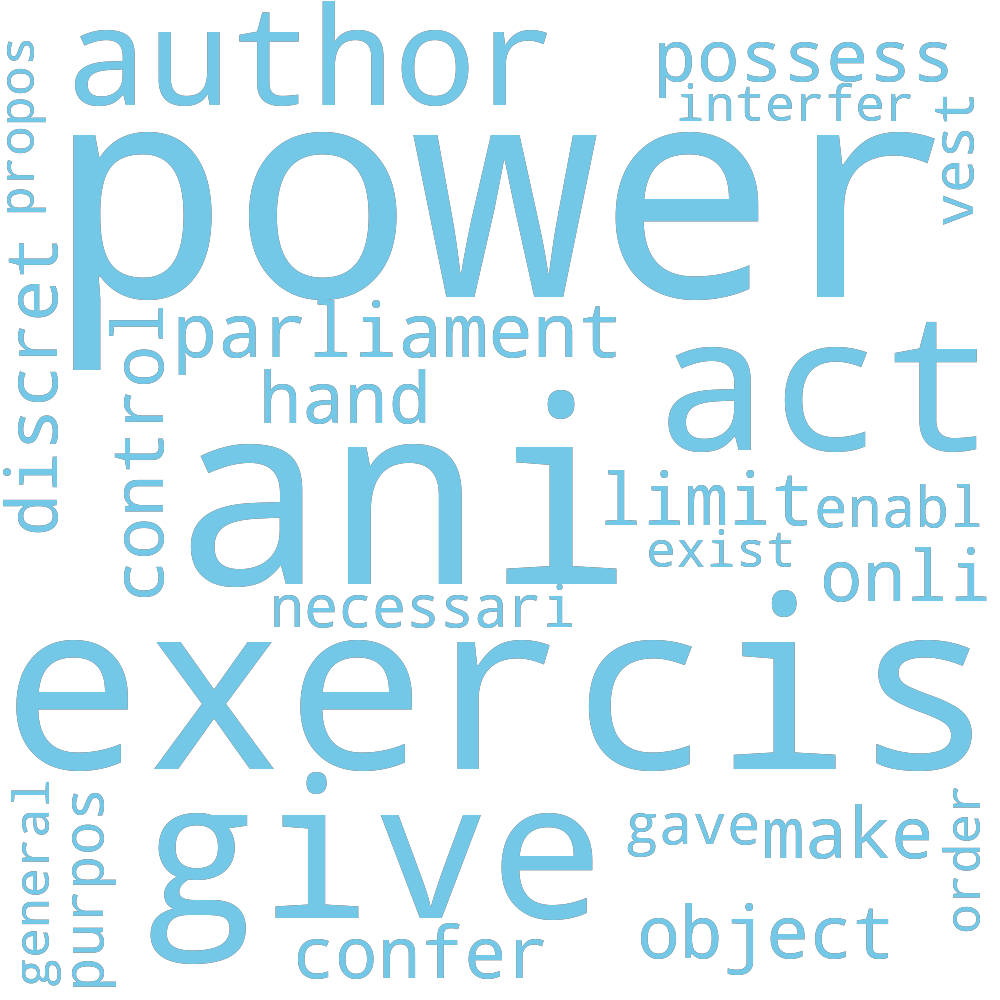 author
possess
interfer
propos
vest
power
discret
control
parliament
act
hand
ani
limit
enabl
exist
onli
necessari
exercis
general
purpos
give
gave
make
order
confer
object